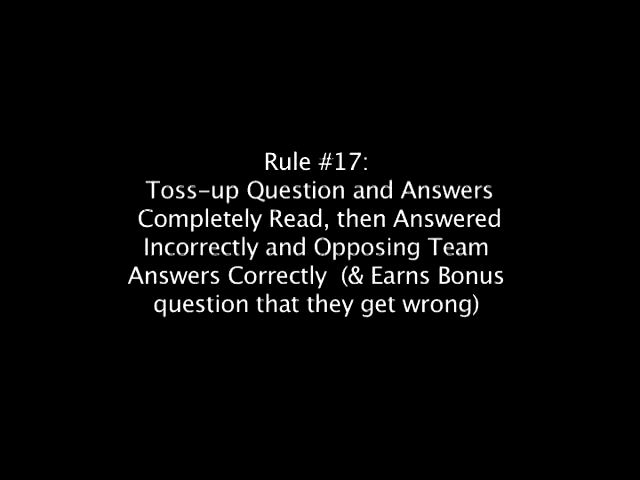 Rule #17:
Toss-up Question and Answers
Completely Read, then Answered
Incorrectly and Opposing Team
Answers Correctly (& Earns Bonus
question that they get wrong)